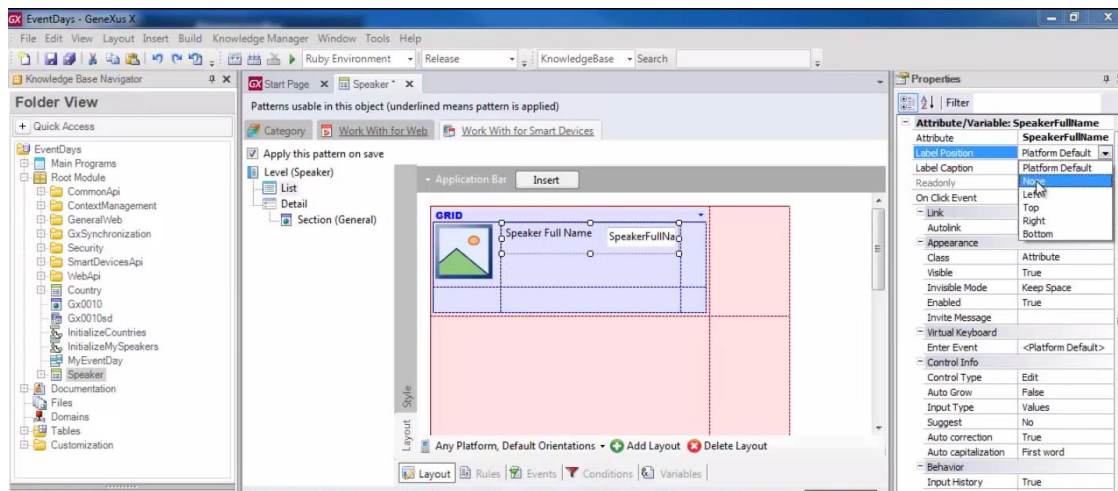 GX EventDays - GeneXus X
File Edit View Layout Insert Build Knowledge Manager Window Tools Help
Ruby Environment Release KnowledgeBase Search
Knowledge Base Navigator
Folder View
+ Quick Access
EventDays
Main Programs
Root Module
CommonApi
ContextManagement
GeneralWeb
GxSynchronization
Security
SmartDevicesApi
WebApi
Country
Gx0010
Gx0010sd
InitializeCountries
InitializeMySpeakers
MyEventDay
Speaker
Documentation
Files
Domains
Tables
Customization
GX Start Page Speaker *
Patterns usable in this object (underlined means pattern is applied)
Category Work With for Web Work With for Smart Devices
Apply this pattern on save
Level (Speaker)
List
Detail
Section (General)
Application Bar Insert
GRID
Speaker Full Name SpeakerFullNa
Style
Layout
Any Platform, Default Orientations Add Layout Delete Layout
Layout Rules Events Conditions Variables
Properties
Filter
Attribute/Variable: SpeakerFullName
Attribute SpeakerFullName
Label Position Platform Default
Label Caption Platform Default
Readonly None
On Click Event Left
Link Top
Autolink Right
Appearance Bottom
Class Attribute
Visible True
Invisible Mode Keep Space
Enabled True
Invite Message
Virtual Keyboard
Enter Event <Platform Default>
Control Info
Control Type Edit
Auto Grow False
Input Type Values
Suggest No
Auto correction True
Auto capitalization First word
Behavior
Input History True